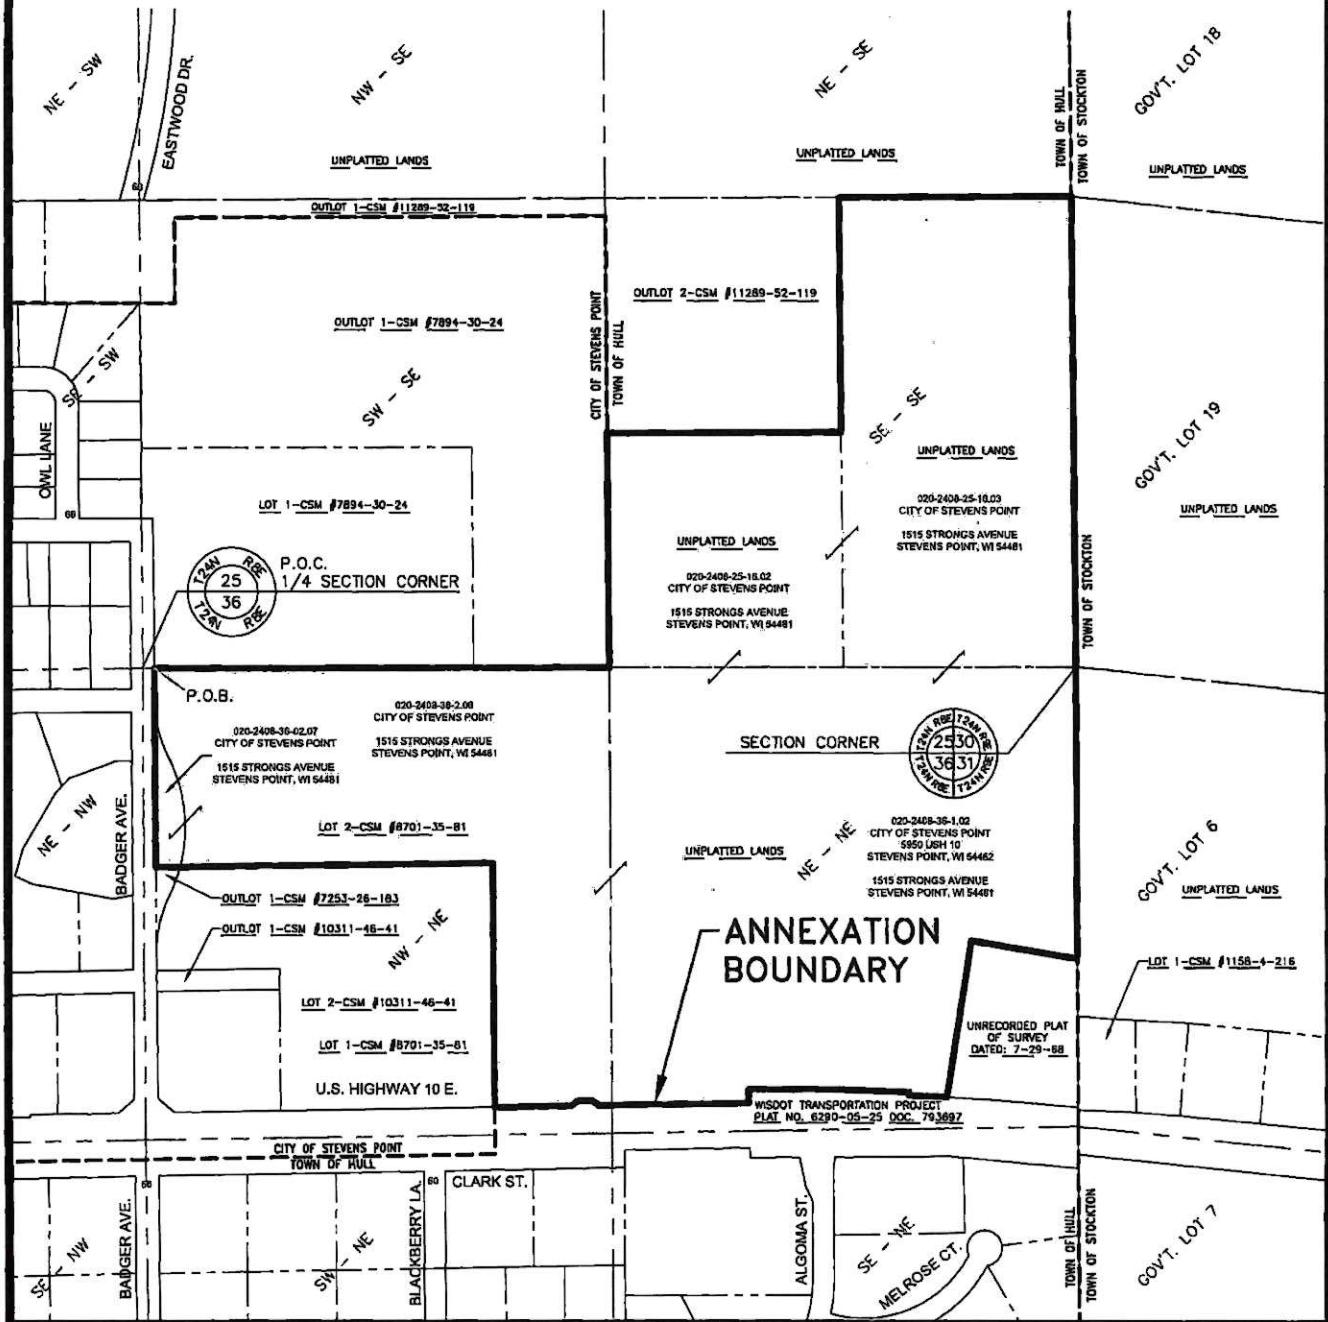 NE - SW
EASTWOOD DR.
NW - SE
NE - SE
GOV'T. LOT 18
TOWN OF HULL
TOWN OF STOCKTON
UNPLATTED LANDS
UNPLATTED LANDS
UNPLATTED LANDS
60
OUTLOT 1-CSM #11289-52-119
OUTLOT 2-CSM #11289-52-119
OUTLOT 1-CSM #7894-30-24
CITY OF STEVENS POINT
TOWN OF HULL
SE - SW
SW - SE
SE - SE
GOV'T. LOT 19
OWL LANE
UNPLATTED LANDS
LOT 1-CSM #7894-30-24
60
020-2408-25-16.03
CITY OF STEVENS POINT
1515 STRONGS AVENUE
STEVENS POINT, WI 54481
UNPLATTED LANDS
UNPLATTED LANDS
020-2408-25-16.02
CITY OF STEVENS POINT
1515 STRONGS AVENUE
STEVENS POINT, WI 54481
TOWN OF STOCKTON
T24N R8E
25
36
T24N R8E
P.O.C.
1/4 SECTION CORNER
P.O.B.
020-2408-36-02.07
CITY OF STEVENS POINT
1515 STRONGS AVENUE
STEVENS POINT, WI 54481
020-2408-36-2.08
CITY OF STEVENS POINT
1515 STRONGS AVENUE
STEVENS POINT, WI 54481
SECTION CORNER
T24N R8E T24N R9E
25 30
36 31
T24N R8E T24N R9E
NE - NW
BADGER AVE.
LOT 2-CSM #8701-35-81
UNPLATTED LANDS
NE - NE
020-2408-36-1.02
CITY OF STEVENS POINT
5950 USH 10
STEVENS POINT, WI 54482
1515 STRONGS AVENUE
STEVENS POINT, WI 54481
GOV'T. LOT 6
UNPLATTED LANDS
OUTLOT 1-CSM #7253-26-183
OUTLOT 1-CSM #10311-46-41
NW - NE
ANNEXATION
BOUNDARY
LOT 1-CSM #1158-4-216
LOT 2-CSM #10311-46-41
LOT 1-CSM #8701-35-81
UNRECORDED PLAT
OF SURVEY
DATED: 7-29-68
U.S. HIGHWAY 10 E.
WISDOT TRANSPORTATION PROJECT
PLAT NO. 6290-05-25 DOC. 793697
CITY OF STEVENS POINT
TOWN OF HULL
60
60
CLARK ST.
SE - NW
BADGER AVE.
SW - NE
BLACKBERRY LA.
ALGOMA ST.
SE - NE
MELROSE CT.
TOWN OF HULL
TOWN OF STOCKTON
GOV'T. LOT 7